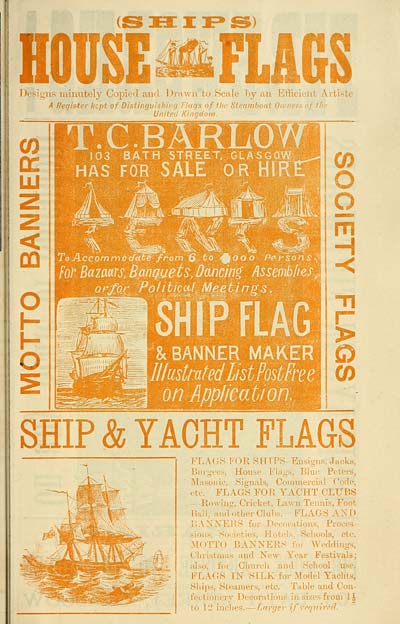 (SHIPS)
HOUSE FLAGS
Designs minutely Copied and Drawn to Scale by an Efficient Artiste
A Register kept of Distinguishing Flags of the Steamboat Owners of the
United Kingdom.
MOTTO BANNERS
T. C. BARLOW
103 BATH STREET, GLASGOW
HAS FOR SALE OR HIRE
TENTS
To Accommodate from 6 to 4000 Persons,
For Bazaars, Banquets, Dancing Assemblies,
or for Political Meetings.
SHIP FLAG
& BANNER MAKER
Illustrated List Post Free
on Application.
SOCIETY FLAGS
SHIP & YACHT FLAGS
FLAGS FOR SHIPS—Ensigns, Jacks,
Burgees, House Flags, Blue Peters,
Masonic, Signals, Commercial Code,
etc. FLAGS FOR YACHT CLUBS
—Rowing, Cricket, Lawn Tennis, Foot
Ball, and other Clubs. FLAGS AND
BANNERS for Decorations, Proces-
sions, Societies, Hotels, Schools, etc.
MOTTO BANNERS for Weddings,
Christmas and New Year Festivals;
also, for Church and School use.
FLAGS IN SILK for Model Yachts,
Ships, Steamers, etc. Table and Con-
fectionery Decorations in sizes from 1½
to 12 inches.—Larger if required.